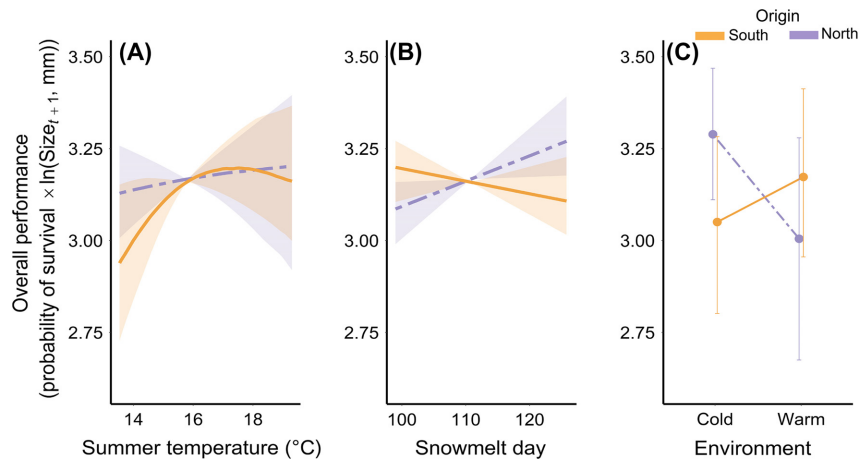 Origin
South North
(A) (B) (C)
Overall performance
(probability of survival × ln(Size_{t + 1}, mm))
3.50 3.50 3.50
3.25 3.25 3.25
3.00 3.00 3.00
2.75 2.75 2.75
14 16 18 100 110 120 Cold Warm
Summer temperature (°C) Snowmelt day Environment